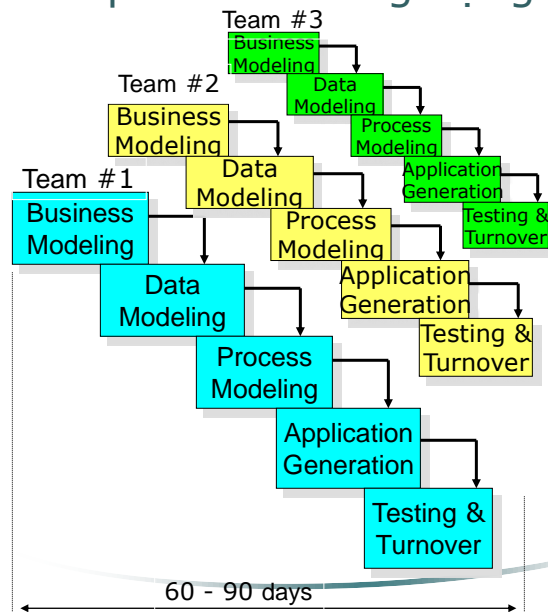 Team #3
Business
Modeling
Data
Modeling
Process
Modeling
Application
Generation
Testing &
Turnover
Team #2
Business
Modeling
Data
Modeling
Process
Modeling
Application
Generation
Testing &
Turnover
Team #1
Business
Modeling
Data
Modeling
Process
Modeling
Application
Generation
Testing &
Turnover
60 - 90 days